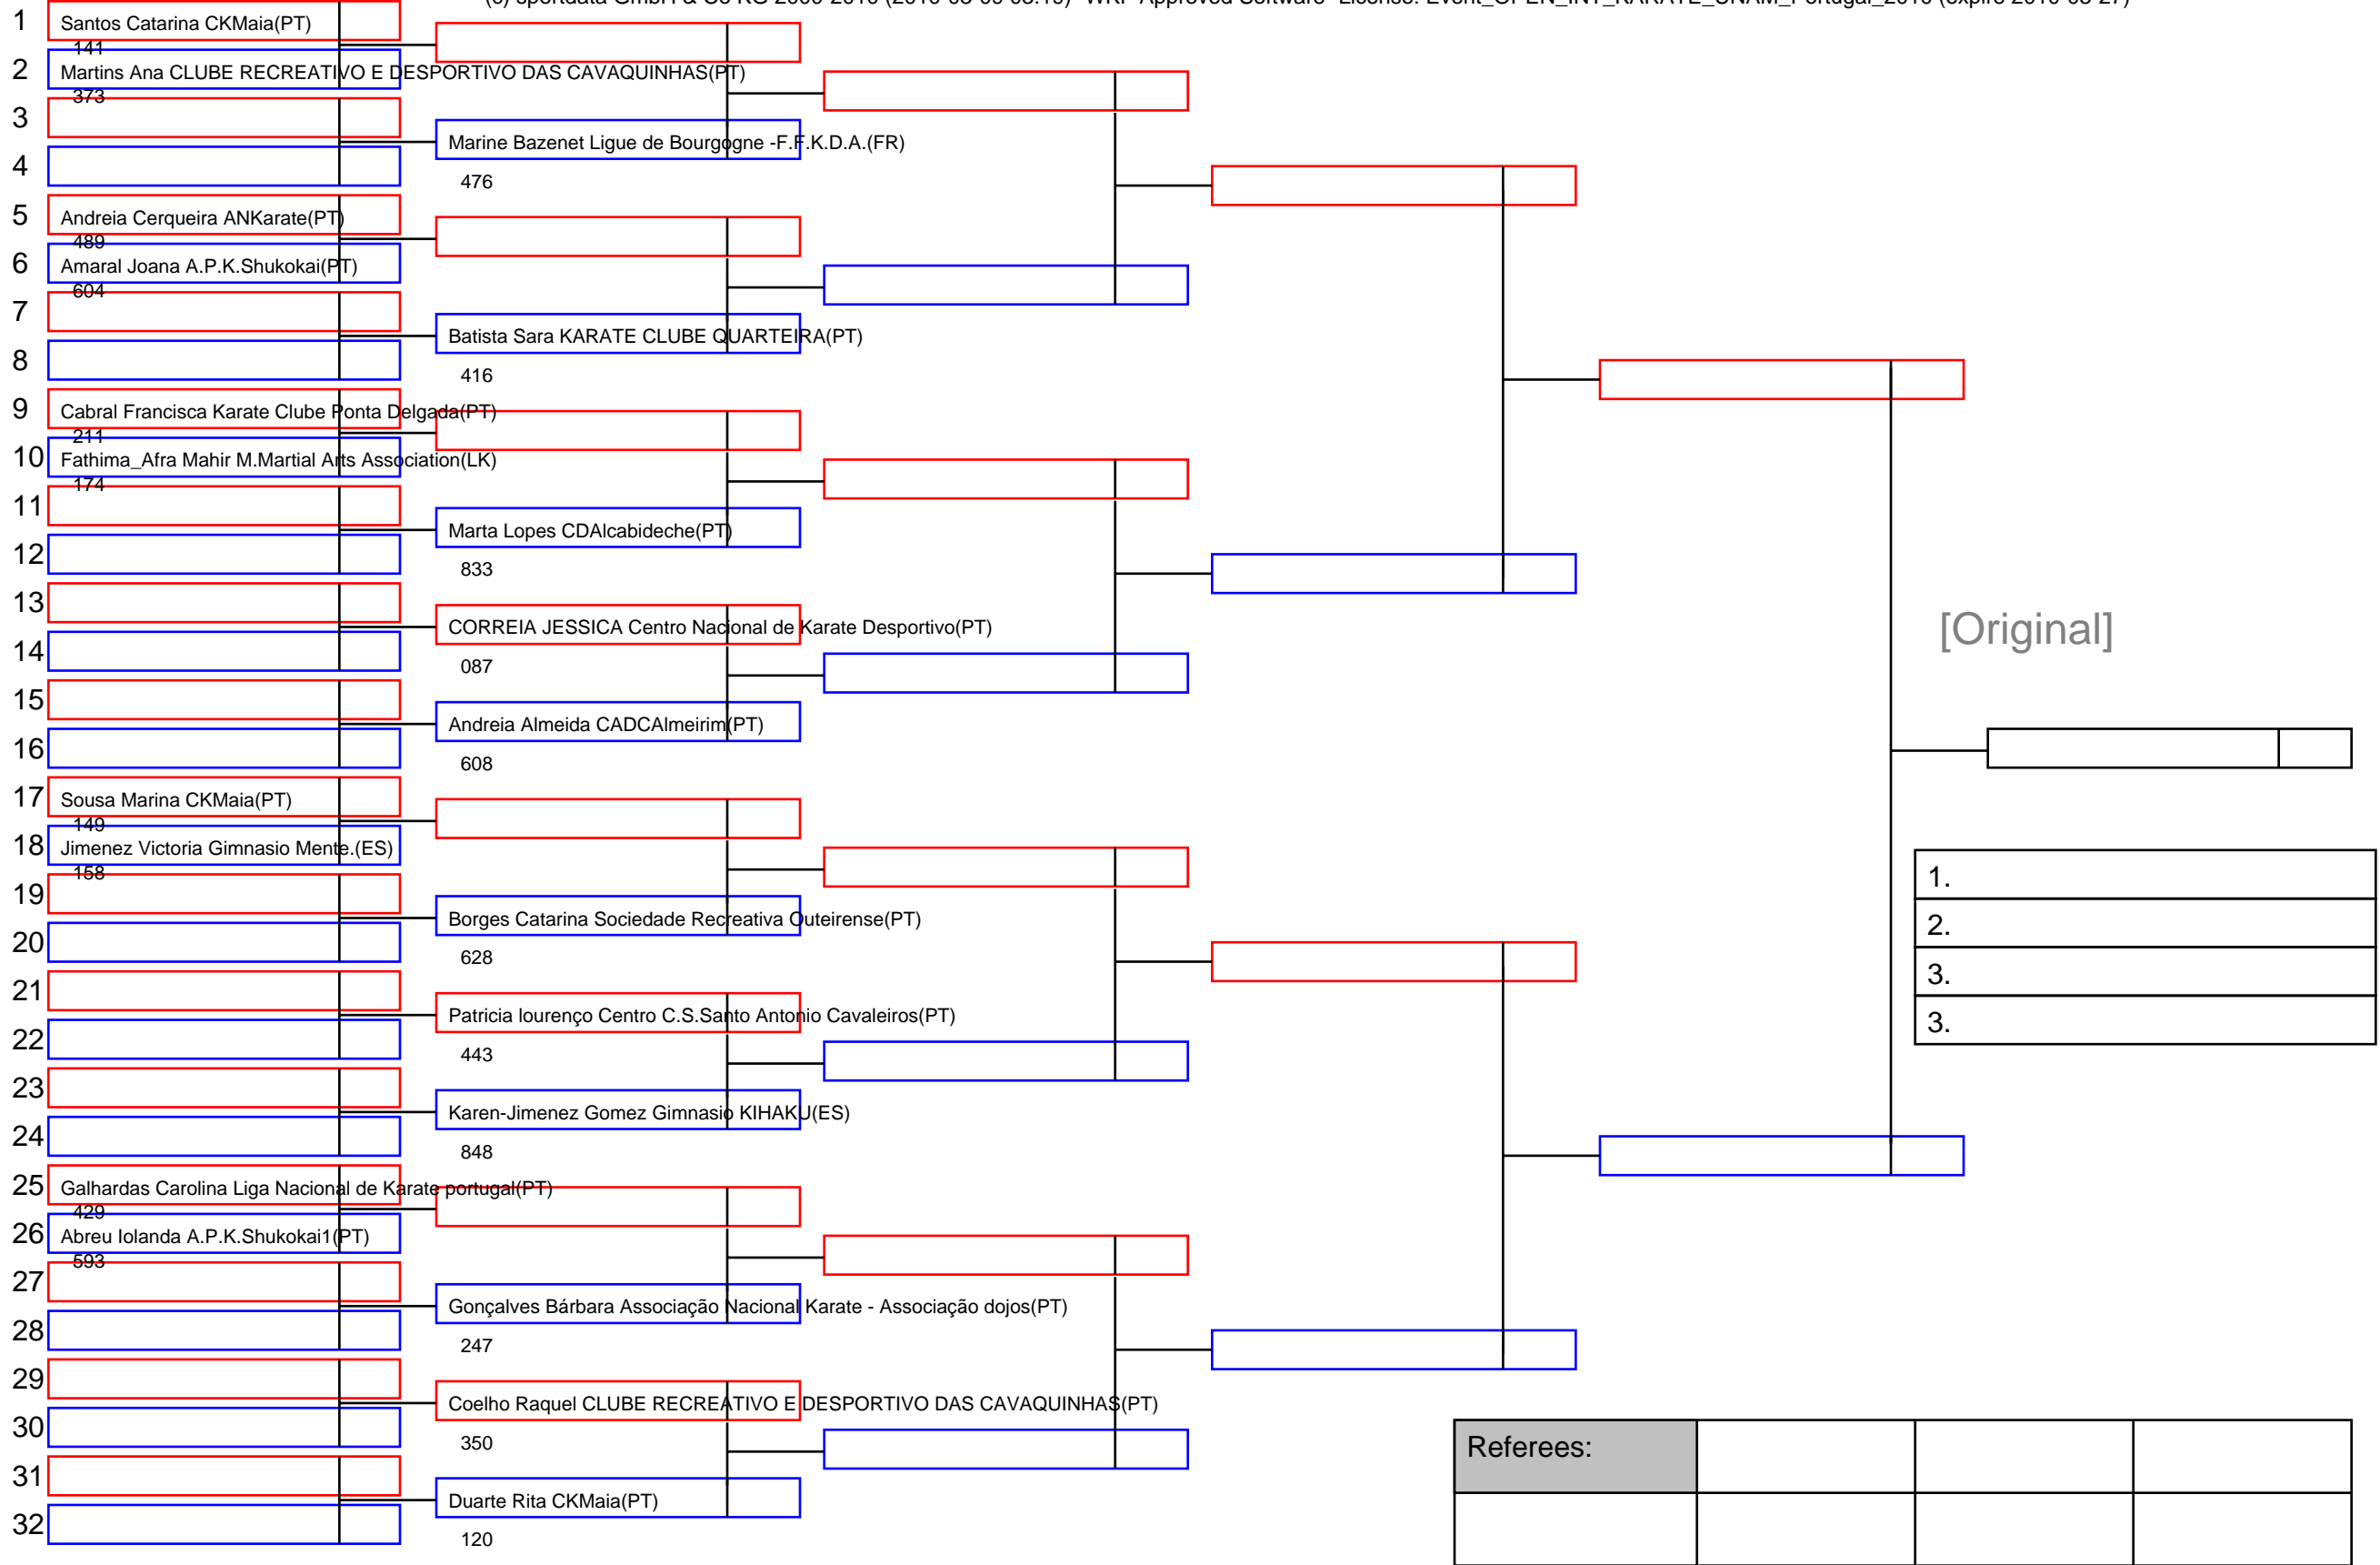 1 Santos Catarina CKMaia(PT)
141
2 Martins Ana CLUBE RECREATIVO E DESPORTIVO DAS CAVAQUINHAS(PT)
373
3
Marine Bazenet Ligue de Bourgogne -F.F.K.D.A.(FR)
4
476
5 Andreia Cerqueira ANKarate(PT)
489
6 Amaral Joana A.P.K.Shukokai(PT)
604
7
Batista Sara KARATE CLUBE QUARTEIRA(PT)
8
416
9 Cabral Francisca Karate Clube Ponta Delgada(PT)
211
10 Fathima_Afra Mahir M.Martial Arts Association(LK)
174
11
Marta Lopes CDAlcabideche(PT)
12
833
13
CORREIA JESSICA Centro Nacional de Karate Desportivo(PT)
[Original]
14
087
15
Andreia Almeida CADCAlmeirim(PT)
16
608
17 Sousa Marina CKMaia(PT)
149
18 Jimenez Victoria Gimnasio Mente.(ES)
158
1.
19
Borges Catarina Sociedade Recreativa Outeirense(PT)
2.
20
628
3.
21
Patricia lourenço Centro C.S.Santo Antonio Cavaleiros(PT)
3.
22
443
23
Karen-Jimenez Gomez Gimnasio KIHAKU(ES)
24
848
25 Galhardas Carolina Liga Nacional de Karate portugal(PT)
429
26 Abreu Iolanda A.P.K.Shukokai1(PT)
593
27
Gonçalves Bárbara Associação Nacional Karate - Associação dojos(PT)
28
247
29
Coelho Raquel CLUBE RECREATIVO E DESPORTIVO DAS CAVAQUINHAS(PT)
30
350
Referees:
31
Duarte Rita CKMaia(PT)
32
120